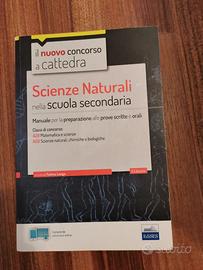 il nuovo concorso
a cattedra
Scienze Naturali
nella scuola secondaria
Manuale per la preparazione alle prove scritte e orali
Classi di concorso
A28 Matematica e scienze
A50 Scienze naturali, chimiche e biologiche
EdiSES
subito